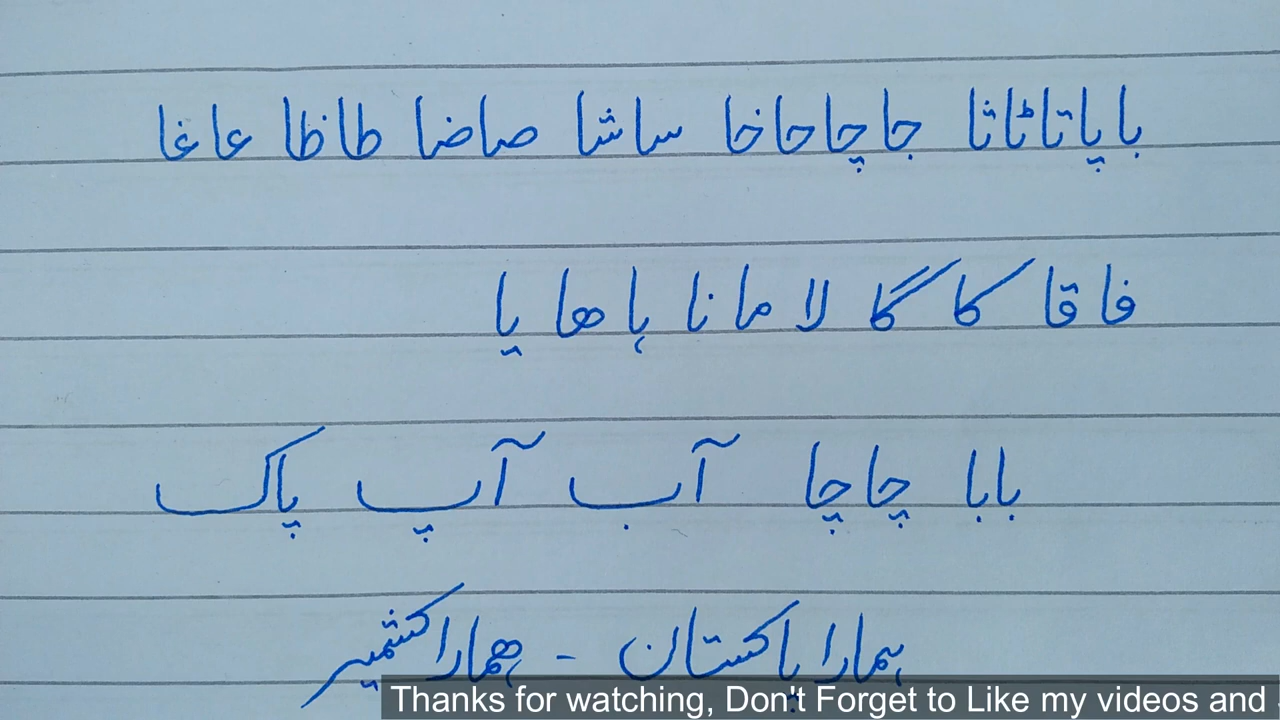 با پا تا ٹا ثا جا چا حا خا سا شا صا ضا طا ظا عا غا
فا قا کا گا لا ما نا ہا ھا یا
بابا چاچا آب آپ پاک
ہمارا پاکستان - ہمارا کشمیر
Thanks for watching, Don't Forget to Like my videos and